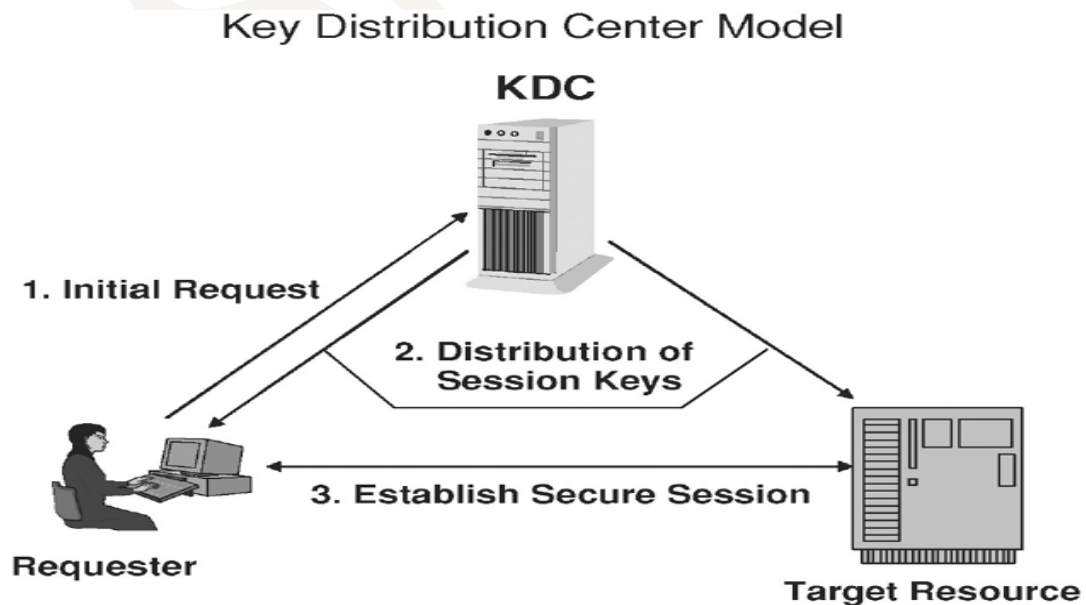 Key Distribution Center Model
KDC
1. Initial Request
2. Distribution of
Session Keys
3. Establish Secure Session
Requester
Target Resource